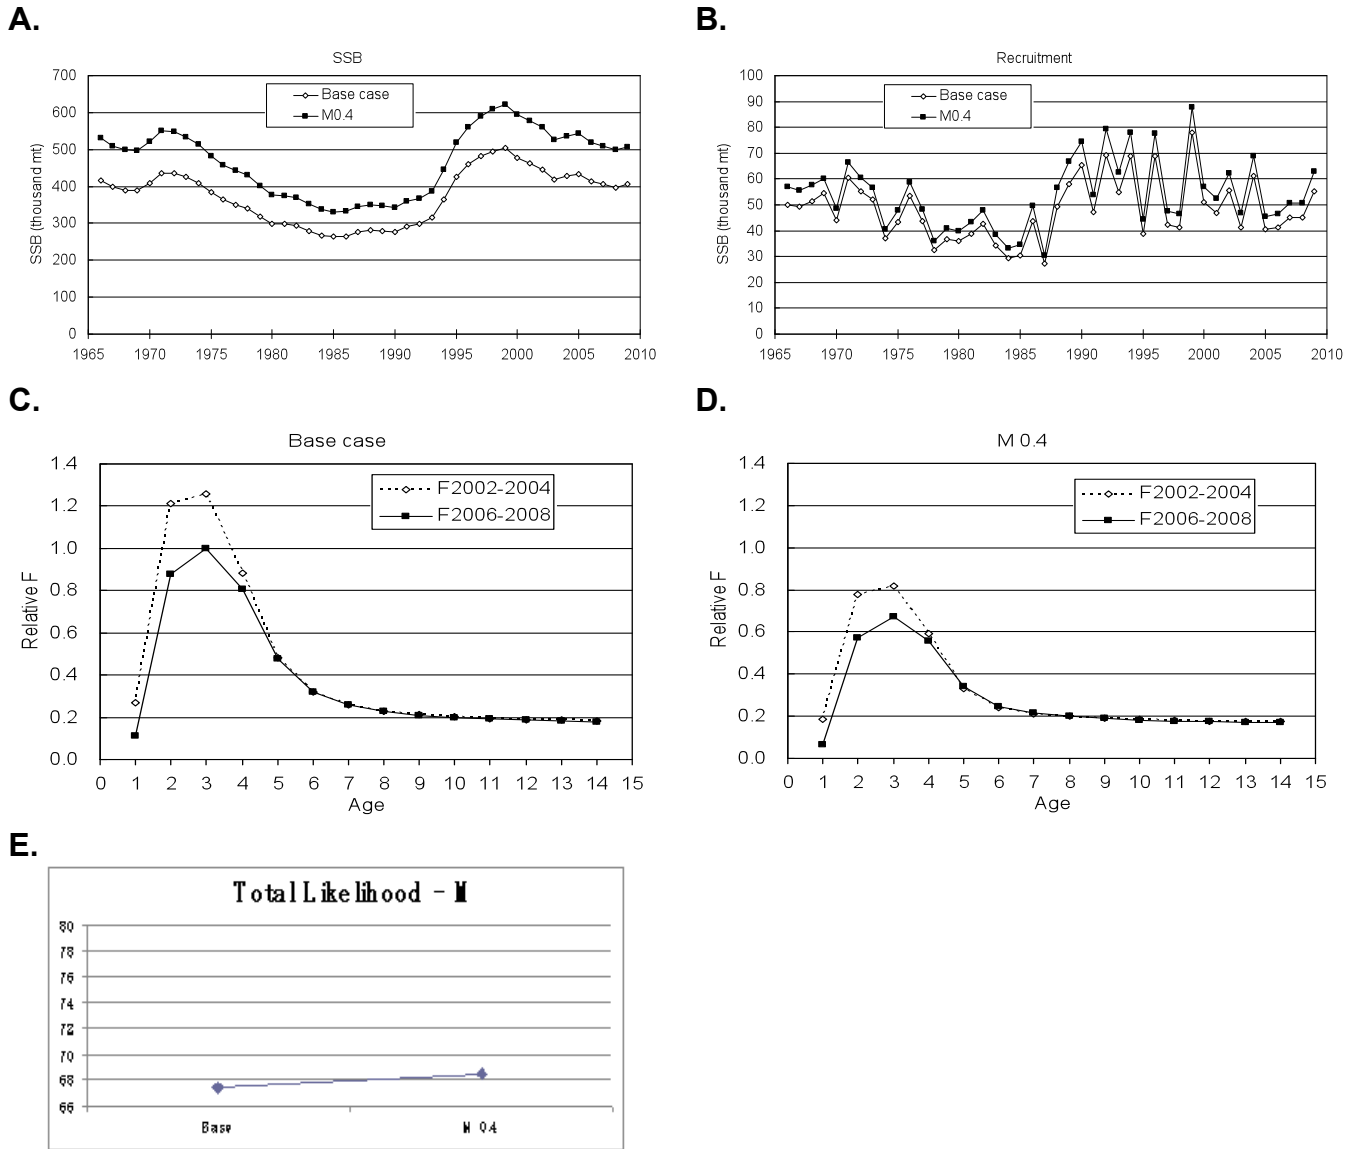 A.
SSB
SSB (thousand mt)
700
600
500
400
300
200
100
0
Base case
M0.4
1965 1970 1975 1980 1985 1990 1995 2000 2005 2010
B.
Recruitment
SSB (thousand mt)
100
90
80
70
60
50
40
30
20
10
0
Base case
M0.4
1965 1970 1975 1980 1985 1990 1995 2000 2005 2010
C.
Base case
Relative F
1.4
1.2
1.0
0.8
0.6
0.4
0.2
0.0
F2002-2004
F2006-2008
0 1 2 3 4 5 6 7 8 9 10 11 12 13 14 15
Age
D.
M 0.4
Relative F
1.4
1.2
1.0
0.8
0.6
0.4
0.2
0.0
F2002-2004
F2006-2008
0 1 2 3 4 5 6 7 8 9 10 11 12 13 14 15
Age
E.
Total Likelihood - M
80
78
76
74
72
70
68
66
Base M 0.4